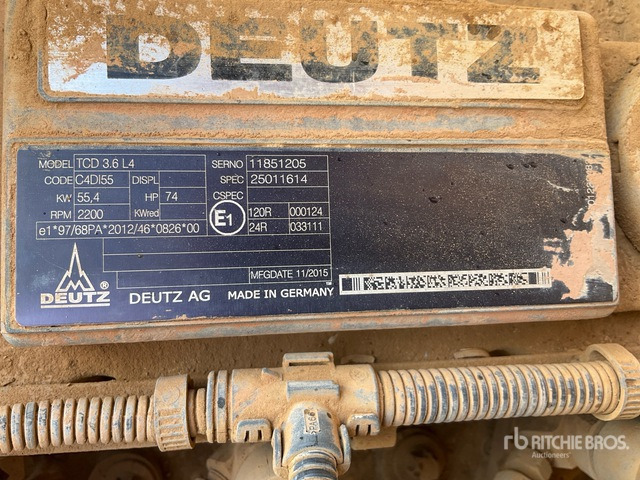 DEUTZ
MODEL TCD 3.6 L4 SERNO 11851205
CODE C4DI55 DISPL SPEC 25011614
KW 55,4 HP 74 CSPEC
RPM 2200 KWred E1 120R 000124
e1*97/68PA*2012/46*0826*00 24R 033111
MFGDATE 11/2015
DEUTZ ® DEUTZ AG MADE IN GERMANY
rb RITCHIE BROS.
Auctioneers